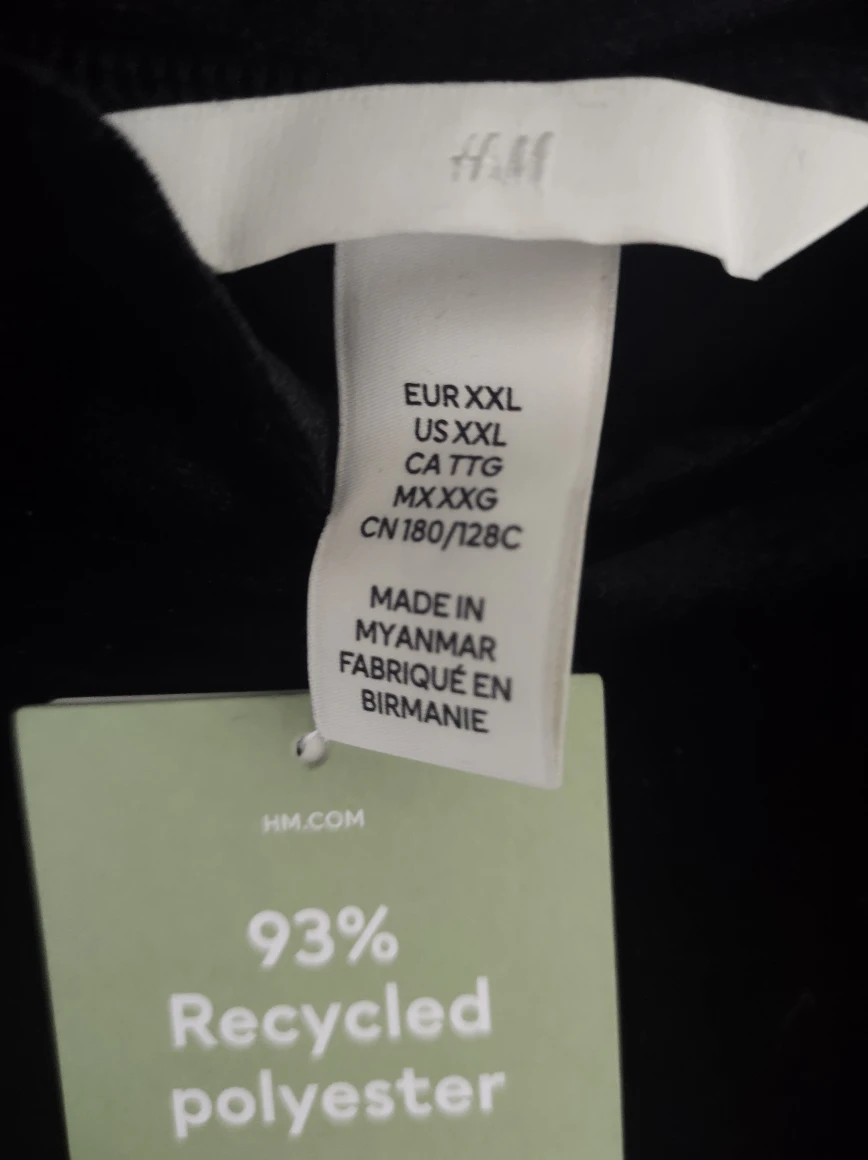 H&M
EUR XXL
US XXL
CA TTG
MX XXG
CN 180/128C
MADE IN
MYANMAR
FABRIQUÉ EN
BIRMANIE
HM.COM
93%
Recycled
polyester